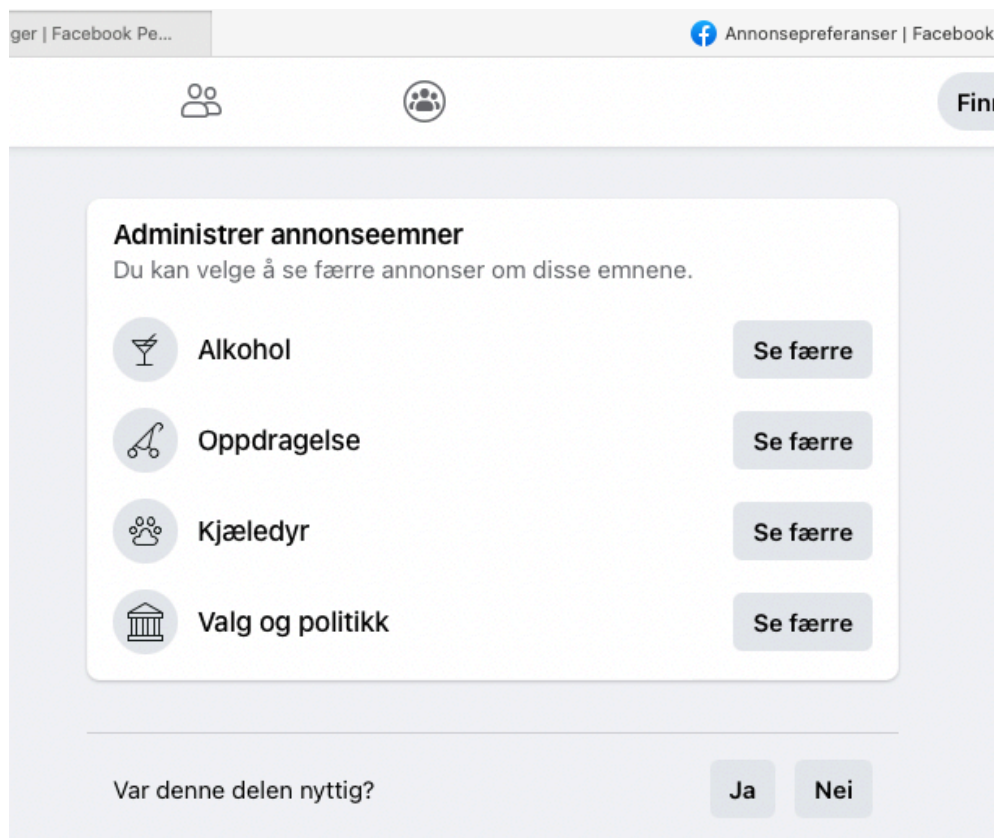 ger | Facebook Pe...
Annonsepreferanser | Facebook
Administrer annonseemner
Du kan velge å se færre annonser om disse emnene.
Alkohol
Se færre
Oppdragelse
Se færre
Kjæledyr
Se færre
Valg og politikk
Se færre
Var denne delen nyttig?
Ja
Nei